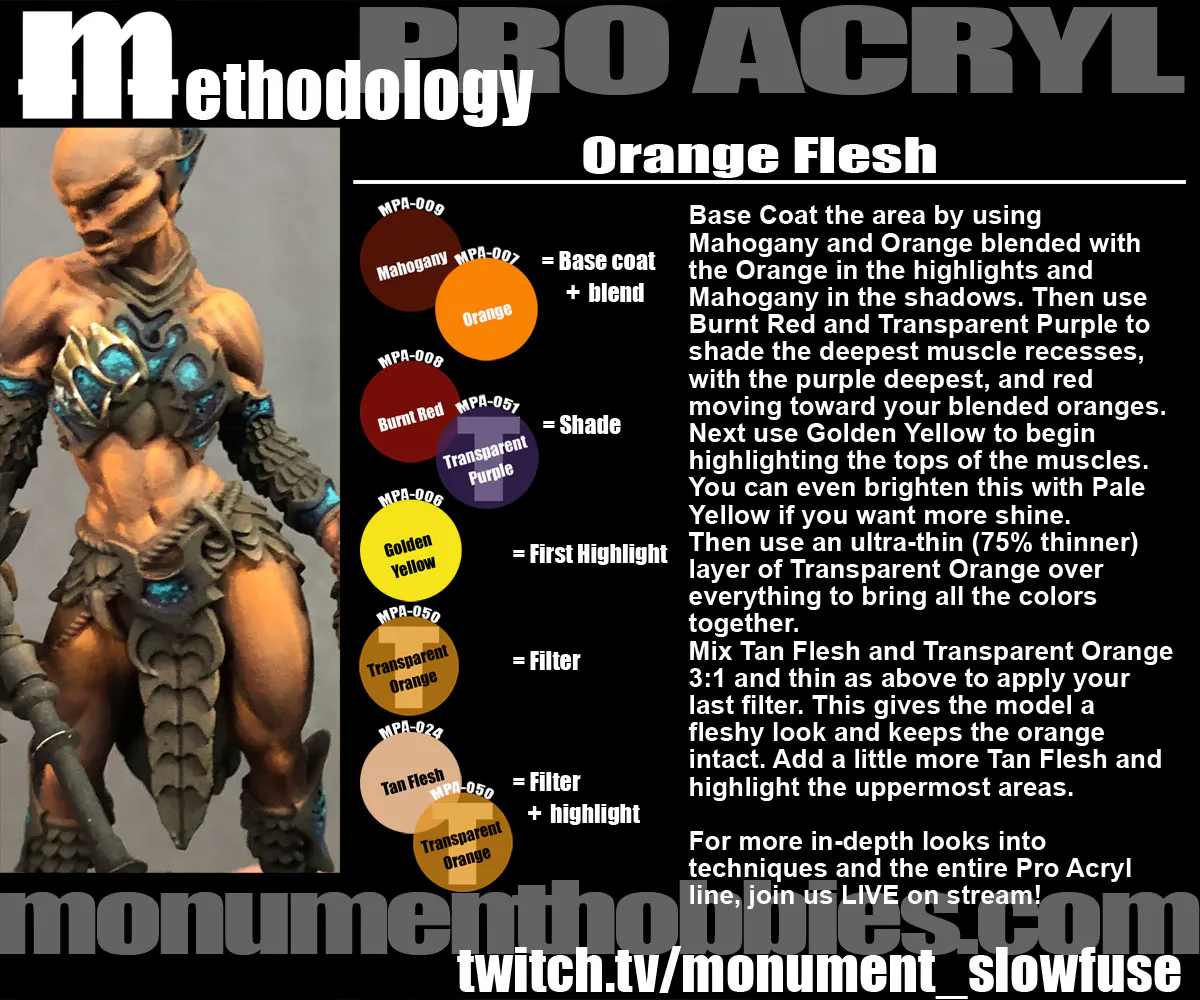 PRO ACRYL
Methodology
Orange Flesh
MPA-009
Mahogany
MPA-007
Orange
= Base coat
+ blend
MPA-008
Burnt Red
MPA-051
T
Transparent
Purple
= Shade
MPA-006
Golden
Yellow
= First Highlight
MPA-050
T
Transparent
Orange
= Filter
MPA-024
Tan Flesh
MPA-050
T
Transparent
Orange
= Filter
+ highlight
Base Coat the area by using
Mahogany and Orange blended with
the Orange in the highlights and
Mahogany in the shadows. Then use
Burnt Red and Transparent Purple to
shade the deepest muscle recesses,
with the purple deepest, and red
moving toward your blended oranges.
Next use Golden Yellow to begin
highlighting the tops of the muscles.
You can even brighten this with Pale
Yellow if you want more shine.
Then use an ultra-thin (75% thinner)
layer of Transparent Orange over
everything to bring all the colors
together.
Mix Tan Flesh and Transparent Orange
3:1 and thin as above to apply your
last filter. This gives the model a
fleshy look and keeps the orange
intact. Add a little more Tan Flesh and
highlight the uppermost areas.
For more in-depth looks into
techniques and the entire Pro Acryl
line, join us LIVE on stream!
monumenthobbies.com
twitch.tv/monument_slowfuse